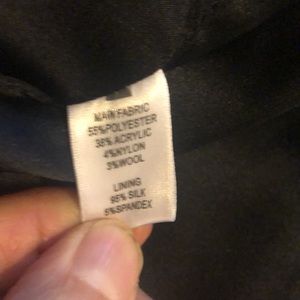 MAIN FABRIC
55%POLYESTER
38% ACRYLIC
4%NYLON
3%WOOL
LINING
95% SILK
5%SPANDEX